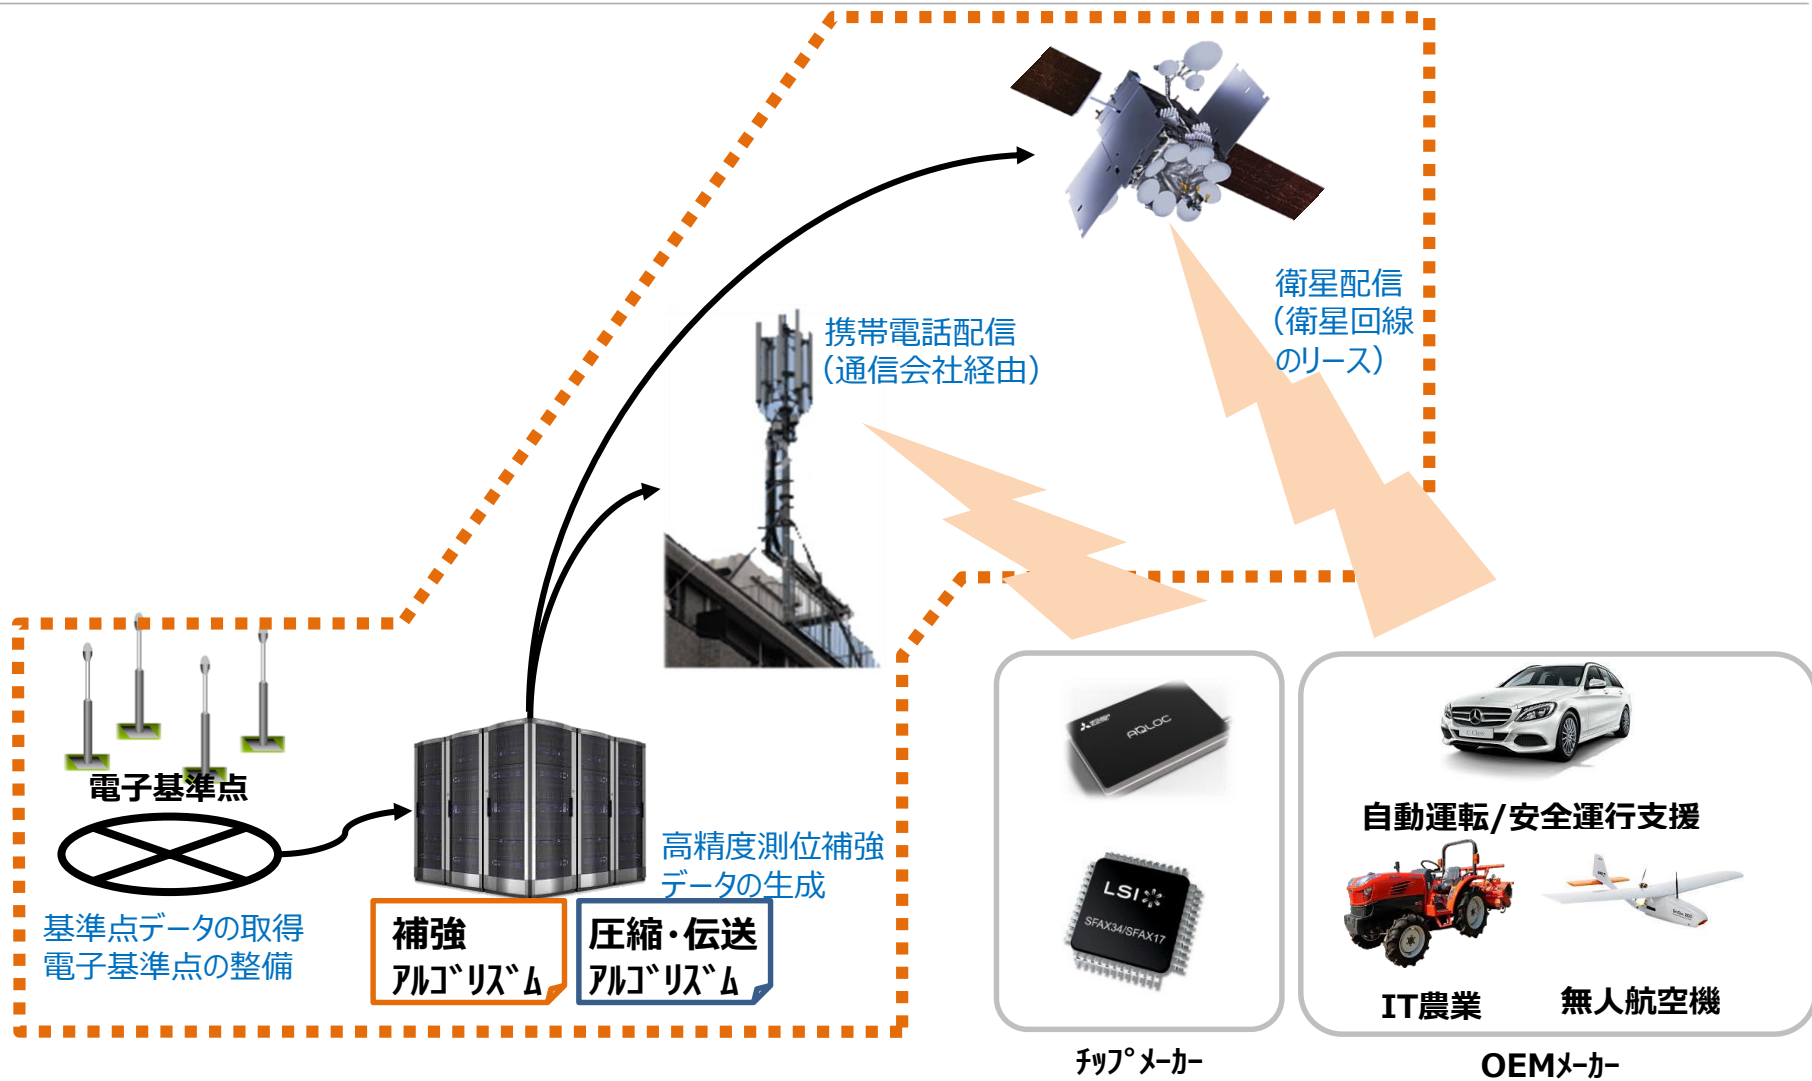 衛星配信
（衛星回線
のリース）
携帯電話配信
（通信会社経由）
電子基準点
基準点データの取得
電子基準点の整備
高精度測位補強
データの生成
補強
ｱﾙｺﾞﾘｽﾞﾑ
圧縮・伝送
ｱﾙｺﾞﾘｽﾞﾑ
AQLOC
LSI
SFAX34/SFAX17
ﾁｯﾌﾟﾒｰｶｰ
自動運転/安全運行支援
IT農業
無人航空機
OEMﾒｰｶｰ